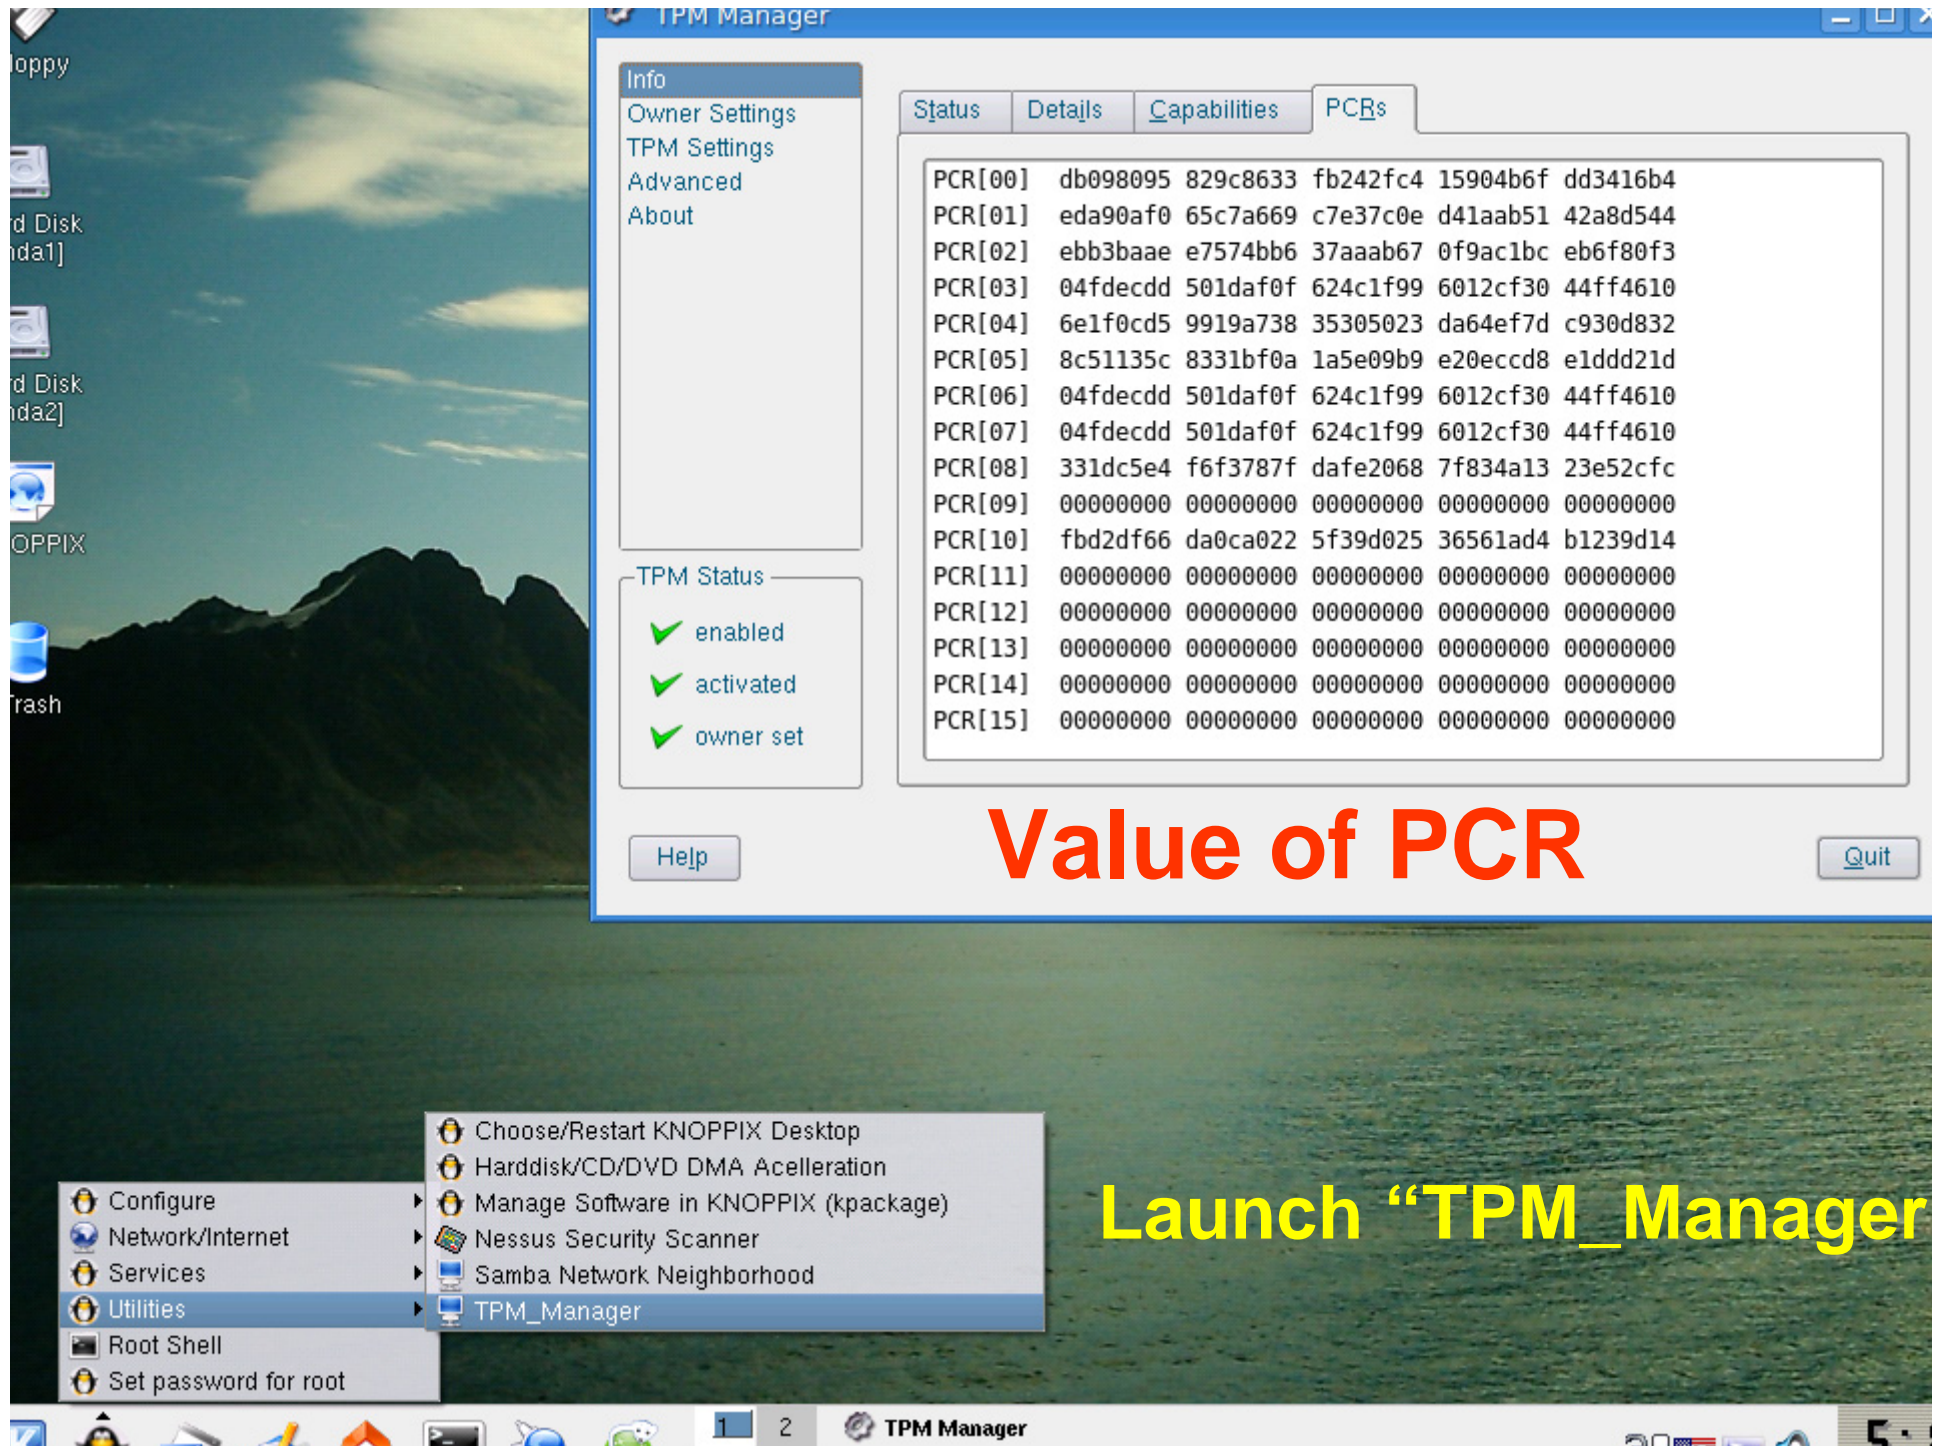 TPM Manager
loppy
rd Disk
hda1]
rd Disk
hda2]
OPPIX
Trash
Info
Owner Settings
TPM Settings
Advanced
About
TPM Status
enabled
activated
owner set
Status Details Capabilities PCRs
PCR[00] db098095 829c8633 fb242fc4 15904b6f dd3416b4
PCR[01] eda90af0 65c7a669 c7e37c0e d41aab51 42a8d544
PCR[02] ebb3baae e7574bb6 37aaab67 0f9ac1bc eb6f80f3
PCR[03] 04fdecdd 501daf0f 624c1f99 6012cf30 44ff4610
PCR[04] 6e1f0cd5 9919a738 35305023 da64ef7d c930d832
PCR[05] 8c51135c 8331bf0a 1a5e09b9 e20eccd8 e1ddd21d
PCR[06] 04fdecdd 501daf0f 624c1f99 6012cf30 44ff4610
PCR[07] 04fdecdd 501daf0f 624c1f99 6012cf30 44ff4610
PCR[08] 331dc5e4 f6f3787f dafe2068 7f834a13 23e52cfc
PCR[09] 00000000 00000000 00000000 00000000 00000000
PCR[10] fbd2df66 da0ca022 5f39d025 36561ad4 b1239d14
PCR[11] 00000000 00000000 00000000 00000000 00000000
PCR[12] 00000000 00000000 00000000 00000000 00000000
PCR[13] 00000000 00000000 00000000 00000000 00000000
PCR[14] 00000000 00000000 00000000 00000000 00000000
PCR[15] 00000000 00000000 00000000 00000000 00000000
Help
Value of PCR
Quit
Choose/Restart KNOPPIX Desktop
Harddisk/CD/DVD DMA Acelleration
Manage Software in KNOPPIX (kpackage)
Nessus Security Scanner
Samba Network Neighborhood
TPM_Manager
Configure
Network/Internet
Services
Utilities
Root Shell
Set password for root
Launch “TPM_Manager
1 2 TPM Manager